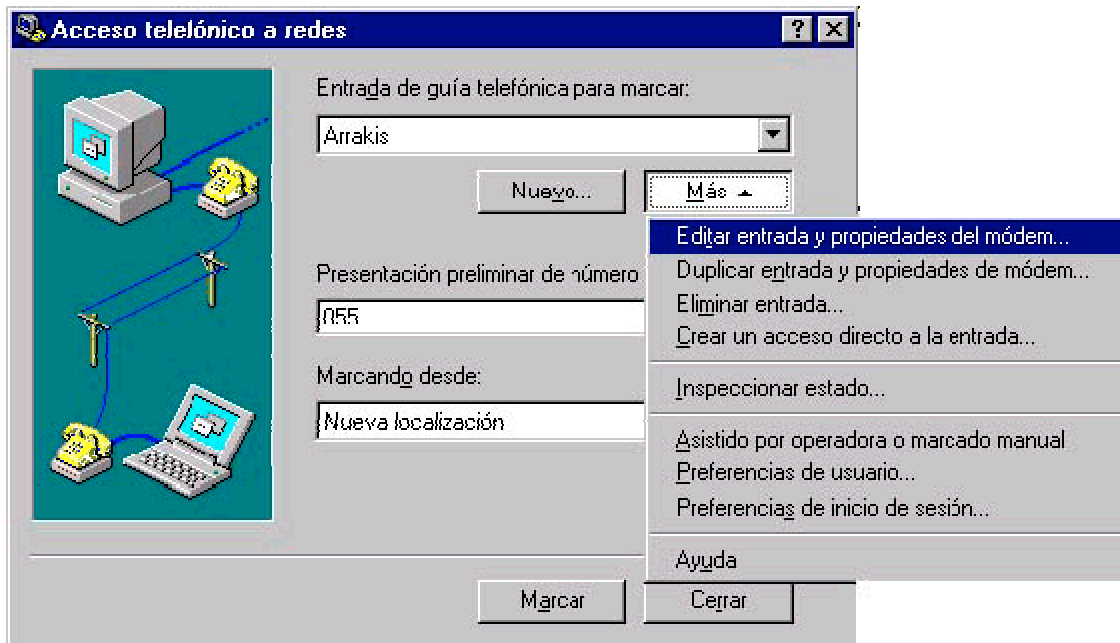 Acceso telelónico a redes
Entrada de guía telefónica para marcar:
Arrakis
Nuevo...
Más
Editar entrada y propiedades del módem...
Duplicar entrada y propiedades de módem...
Eliminar entrada...
Crear un acceso directo a la entrada...
Inspeccionar estado...
Asistido por operadora o marcado manual
Preferencias de usuario...
Preferencias de inicio de sesión...
Ayuda
Presentación preliminar de número
055
Marcando desde:
Nueva localización
Marcar
Cerrar